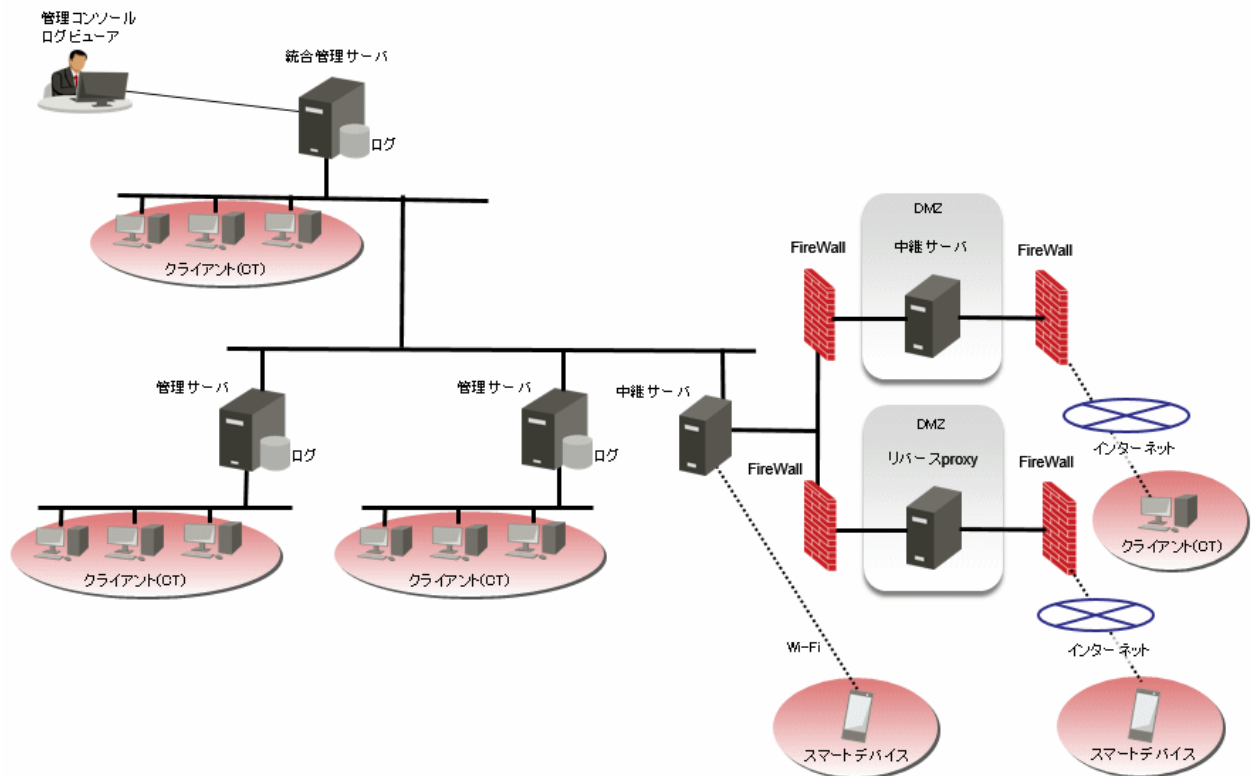 管理コンソール
ログビューア
統合管理サーバ
ログ
クライアント(CT)
DMZ
中継サーバ
FireWall
FireWall
管理サーバ
ログ
管理サーバ
ログ
中継サーバ
DMZ
リバースproxy
FireWall
FireWall
インターネット
クライアント(CT)
クライアント(CT)
クライアント(CT)
Wi-Fi
インターネット
スマートデバイス
スマートデバイス